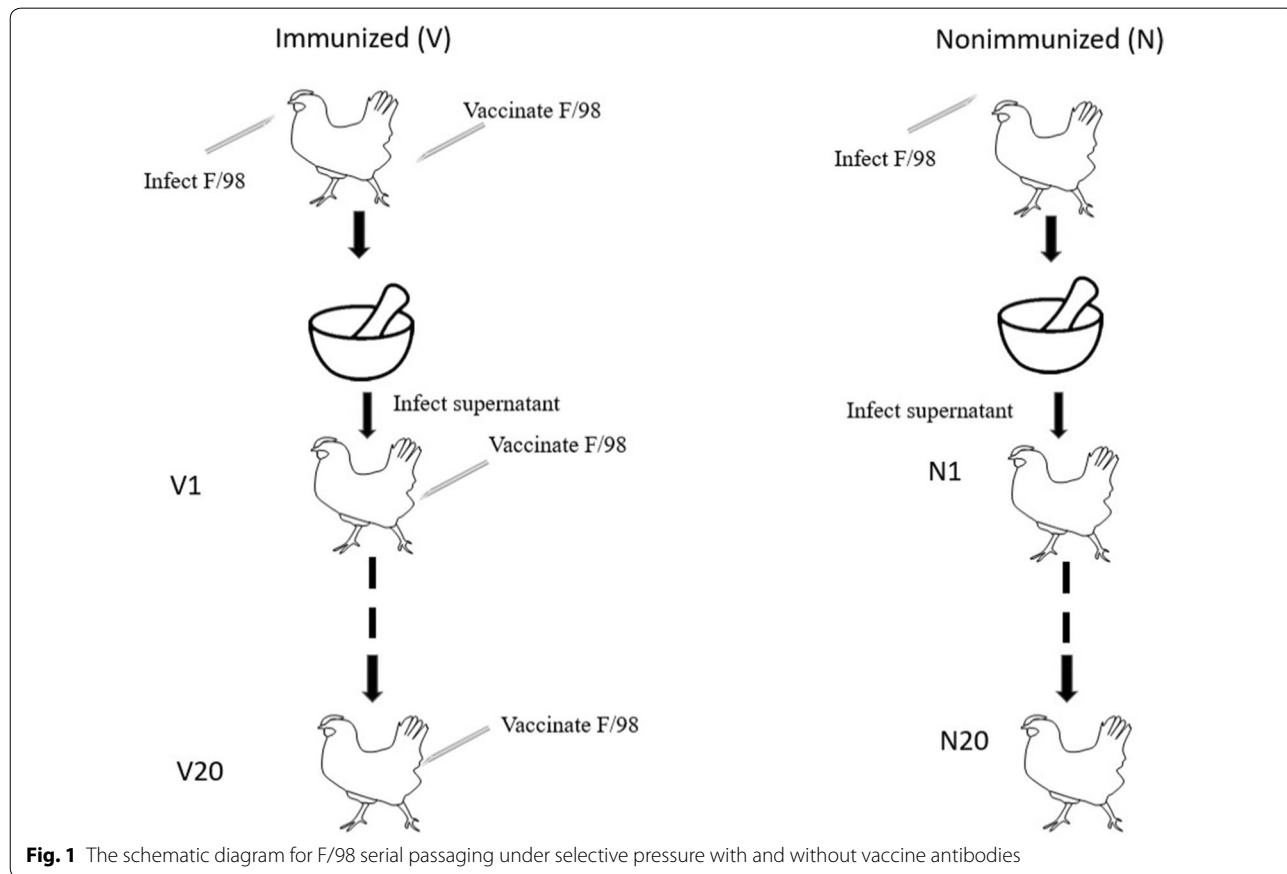 Immunized (V)
Nonimmunized (N)
Vaccinate F/98
Infect F/98
Infect F/98
Infect supernatant
Infect supernatant
Vaccinate F/98
V1
N1
Vaccinate F/98
V20
N20
Fig. 1 The schematic diagram for F/98 serial passaging under selective pressure with and without vaccine antibodies